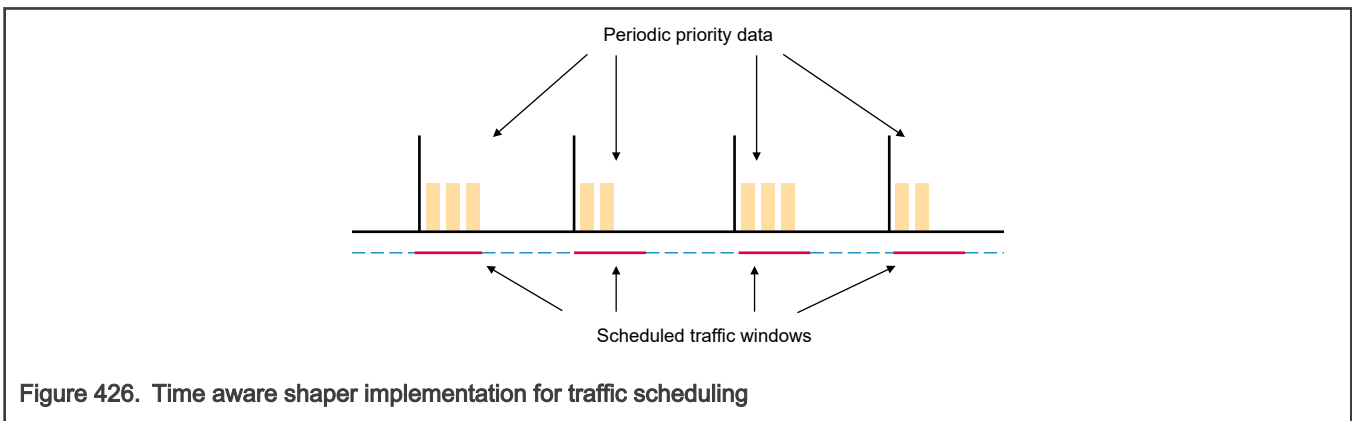 Periodic priority data
Scheduled traffic windows
Figure 426. Time aware shaper implementation for traffic scheduling